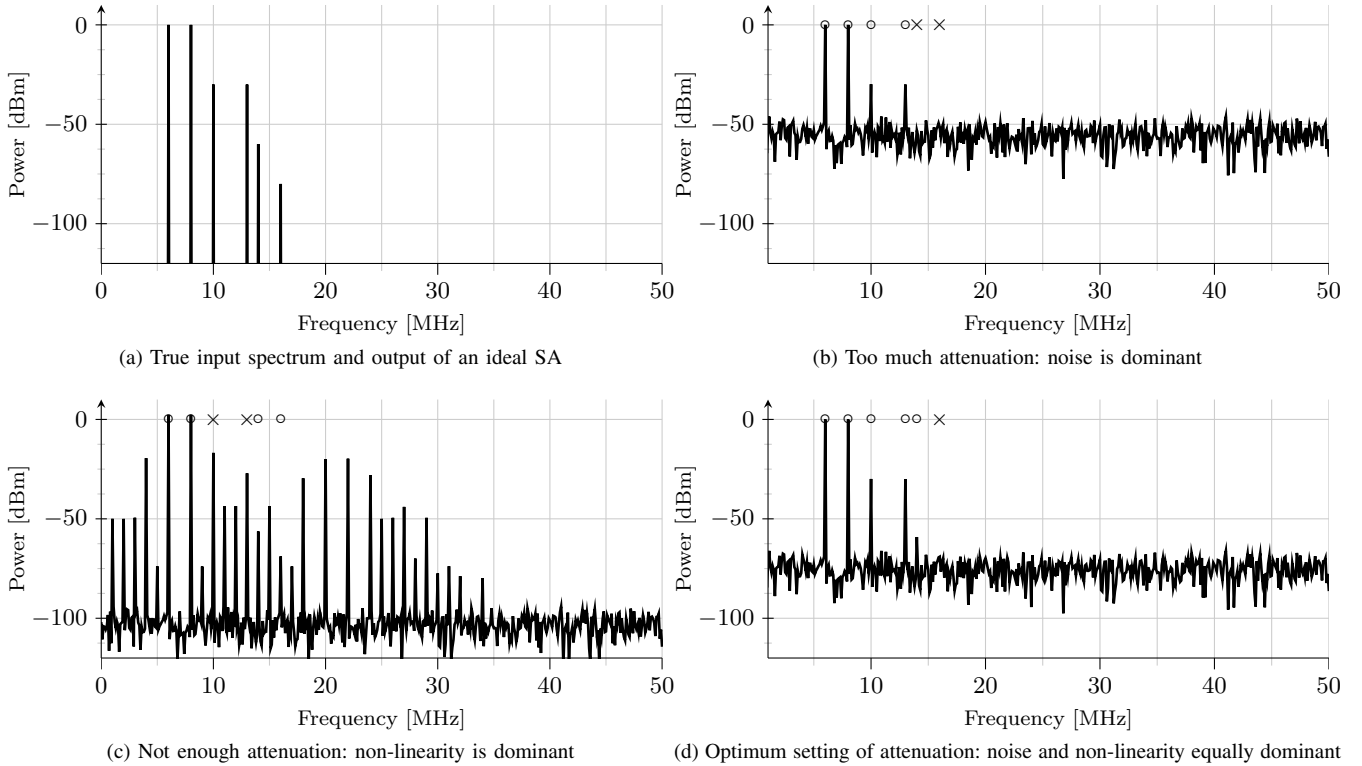 0
−50
−100
Power [dBm]
0 10 20 30 40 50
Frequency [MHz]
(a) True input spectrum and output of an ideal SA
0
−50
−100
Power [dBm]
10 20 30 40 50
Frequency [MHz]
(b) Too much attenuation: noise is dominant
0
−50
−100
Power [dBm]
0 10 20 30 40 50
Frequency [MHz]
(c) Not enough attenuation: non-linearity is dominant
0
−50
−100
Power [dBm]
10 20 30 40 50
Frequency [MHz]
(d) Optimum setting of attenuation: noise and non-linearity equally dominant